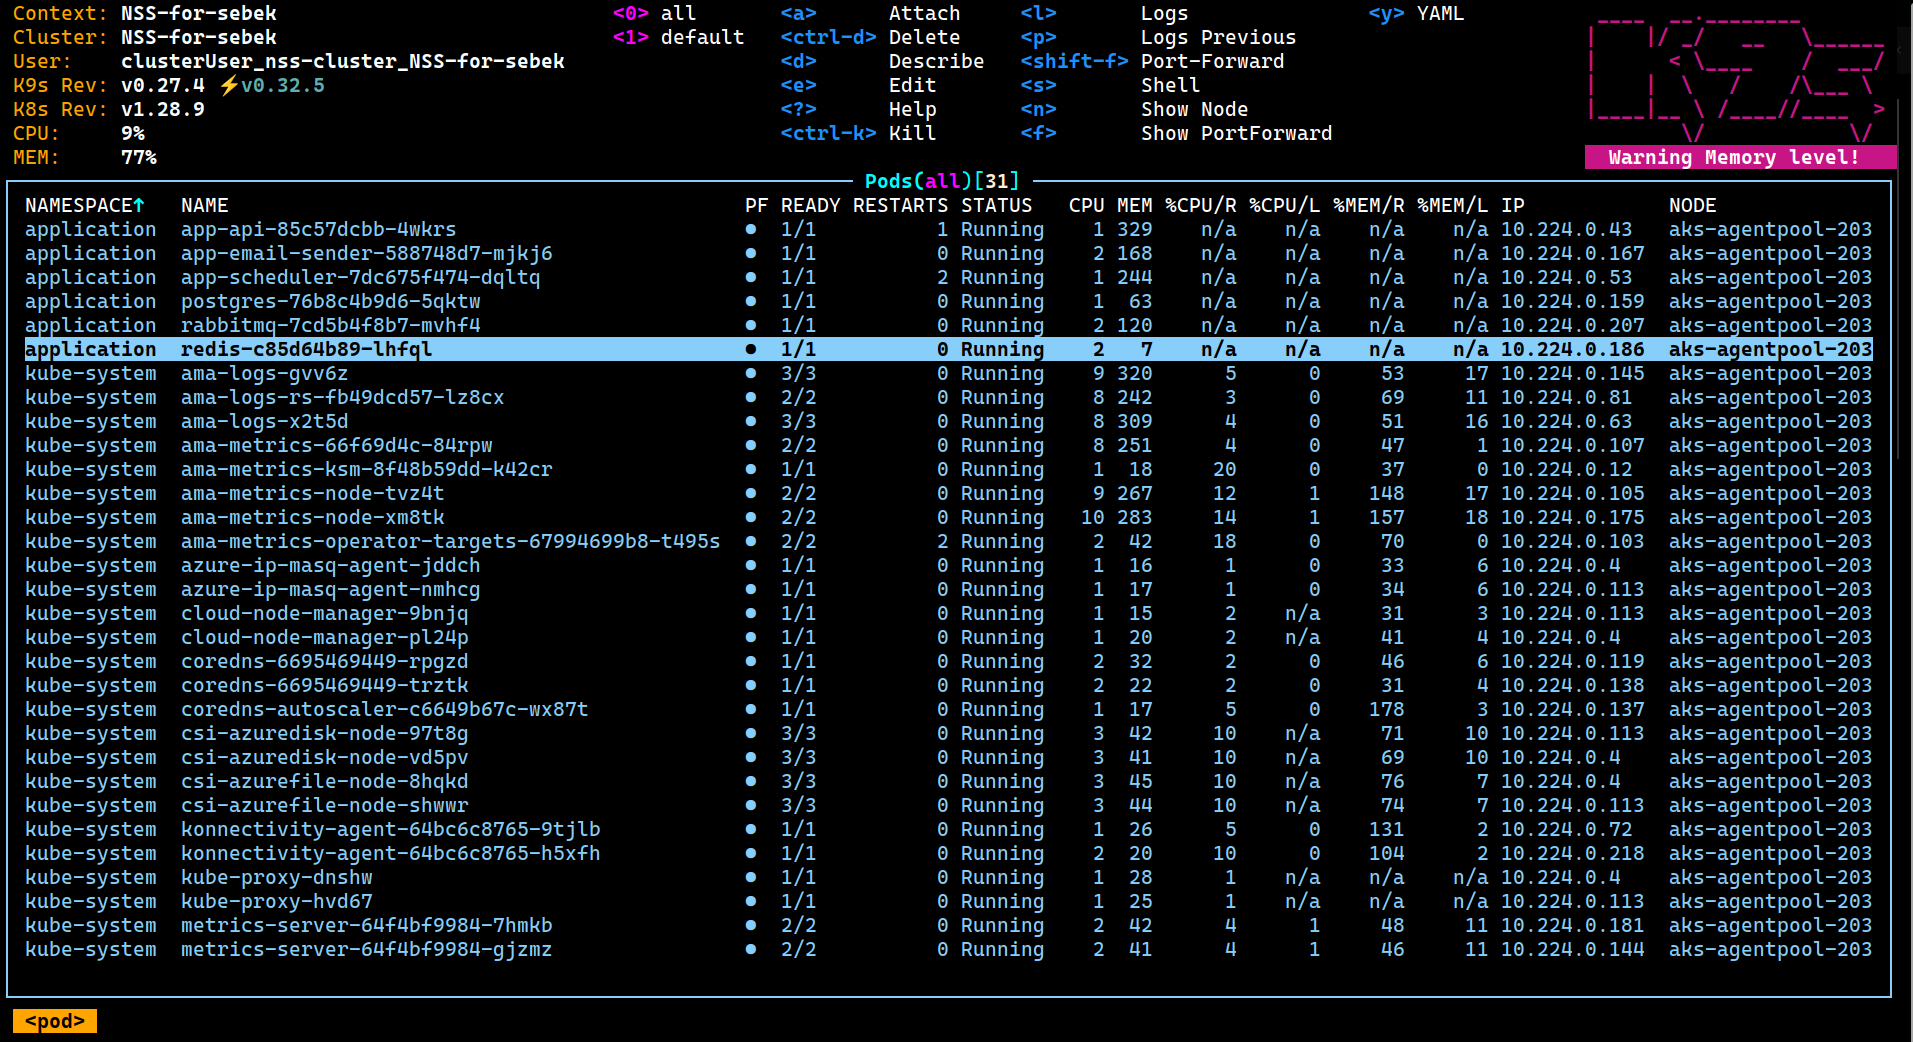 Context: NSS-for-sebek <0> all <a> Attach <l> Logs <y> YAML
Cluster: NSS-for-sebek <1> default <ctrl-d> Delete <p> Logs Previous
User: clusterUser_nss-cluster_NSS-for-sebek <d> Describe <shift-f> Port-Forward
K9s Rev: v0.27.4 ⚡v0.32.5 <e> Edit <s> Shell
K8s Rev: v1.28.9 <?> Help <n> Show Node
CPU: 9% <ctrl-k> Kill <f> Show PortForward
MEM: 77%
K9s
Warning Memory level!
Pods(all)[31]
NAMESPACE↑ NAME PF READY RESTARTS STATUS CPU MEM %CPU/R %CPU/L %MEM/R %MEM/L IP NODE
application app-api-85c57dcbb-4wkrs ● 1/1 1 Running 1 329 n/a n/a n/a n/a 10.224.0.43 aks-agentpool-203
application app-email-sender-588748d7-mjkj6 ● 1/1 0 Running 2 168 n/a n/a n/a n/a 10.224.0.167 aks-agentpool-203
application app-scheduler-7dc675f474-dqltq ● 1/1 2 Running 1 244 n/a n/a n/a n/a 10.224.0.53 aks-agentpool-203
application postgres-76b8c4b9d6-5qktw ● 1/1 0 Running 1 63 n/a n/a n/a n/a 10.224.0.159 aks-agentpool-203
application rabbitmq-7cd5b4f8b7-mvhf4 ● 1/1 0 Running 2 120 n/a n/a n/a n/a 10.224.0.207 aks-agentpool-203
application redis-c85d64b89-lhfql ● 1/1 0 Running 2 7 n/a n/a n/a n/a 10.224.0.186 aks-agentpool-203
kube-system ama-logs-gvv6z ● 3/3 0 Running 9 320 5 0 53 17 10.224.0.145 aks-agentpool-203
kube-system ama-logs-rs-fb49dcd57-lz8cx ● 2/2 0 Running 8 242 3 0 69 11 10.224.0.81 aks-agentpool-203
kube-system ama-logs-x2t5d ● 3/3 0 Running 8 309 4 0 51 16 10.224.0.63 aks-agentpool-203
kube-system ama-metrics-66f69d4c-84rpw ● 2/2 0 Running 8 251 4 0 47 1 10.224.0.107 aks-agentpool-203
kube-system ama-metrics-ksm-8f48b59dd-k42cr ● 1/1 0 Running 1 18 20 0 37 0 10.224.0.12 aks-agentpool-203
kube-system ama-metrics-node-tvz4t ● 2/2 0 Running 9 267 12 1 148 17 10.224.0.105 aks-agentpool-203
kube-system ama-metrics-node-xm8tk ● 2/2 0 Running 10 283 14 1 157 18 10.224.0.175 aks-agentpool-203
kube-system ama-metrics-operator-targets-67994699b8-t495s ● 2/2 2 Running 2 42 18 0 70 0 10.224.0.103 aks-agentpool-203
kube-system azure-ip-masq-agent-jddch ● 1/1 0 Running 1 16 1 0 33 6 10.224.0.4 aks-agentpool-203
kube-system azure-ip-masq-agent-nmhcg ● 1/1 0 Running 1 17 1 0 34 6 10.224.0.113 aks-agentpool-203
kube-system cloud-node-manager-9bnjq ● 1/1 0 Running 1 15 2 n/a 31 3 10.224.0.113 aks-agentpool-203
kube-system cloud-node-manager-pl24p ● 1/1 0 Running 1 20 2 n/a 41 4 10.224.0.4 aks-agentpool-203
kube-system coredns-6695469449-rpgzd ● 1/1 0 Running 2 32 2 0 46 6 10.224.0.119 aks-agentpool-203
kube-system coredns-6695469449-trztk ● 1/1 0 Running 2 22 2 0 31 4 10.224.0.138 aks-agentpool-203
kube-system coredns-autoscaler-c6649b67c-wx87t ● 1/1 0 Running 1 17 5 0 178 3 10.224.0.137 aks-agentpool-203
kube-system csi-azuredisk-node-97t8g ● 3/3 0 Running 3 42 10 n/a 71 10 10.224.0.113 aks-agentpool-203
kube-system csi-azuredisk-node-vd5pv ● 3/3 0 Running 3 41 10 n/a 69 10 10.224.0.4 aks-agentpool-203
kube-system csi-azurefile-node-8hqkd ● 3/3 0 Running 3 45 10 n/a 76 7 10.224.0.4 aks-agentpool-203
kube-system csi-azurefile-node-shwwr ● 3/3 0 Running 3 44 10 n/a 74 7 10.224.0.113 aks-agentpool-203
kube-system konnectivity-agent-64bc6c8765-9tjlb ● 1/1 0 Running 1 26 5 0 131 2 10.224.0.72 aks-agentpool-203
kube-system konnectivity-agent-64bc6c8765-h5xfh ● 1/1 0 Running 2 20 10 0 104 2 10.224.0.218 aks-agentpool-203
kube-system kube-proxy-dnshw ● 1/1 0 Running 1 28 1 n/a n/a n/a 10.224.0.4 aks-agentpool-203
kube-system kube-proxy-hvd67 ● 1/1 0 Running 1 25 1 n/a n/a n/a 10.224.0.113 aks-agentpool-203
kube-system metrics-server-64f4bf9984-7hmkb ● 2/2 0 Running 2 42 4 1 48 11 10.224.0.181 aks-agentpool-203
kube-system metrics-server-64f4bf9984-gjzmz ● 2/2 0 Running 2 41 4 1 46 11 10.224.0.144 aks-agentpool-203
<pod>